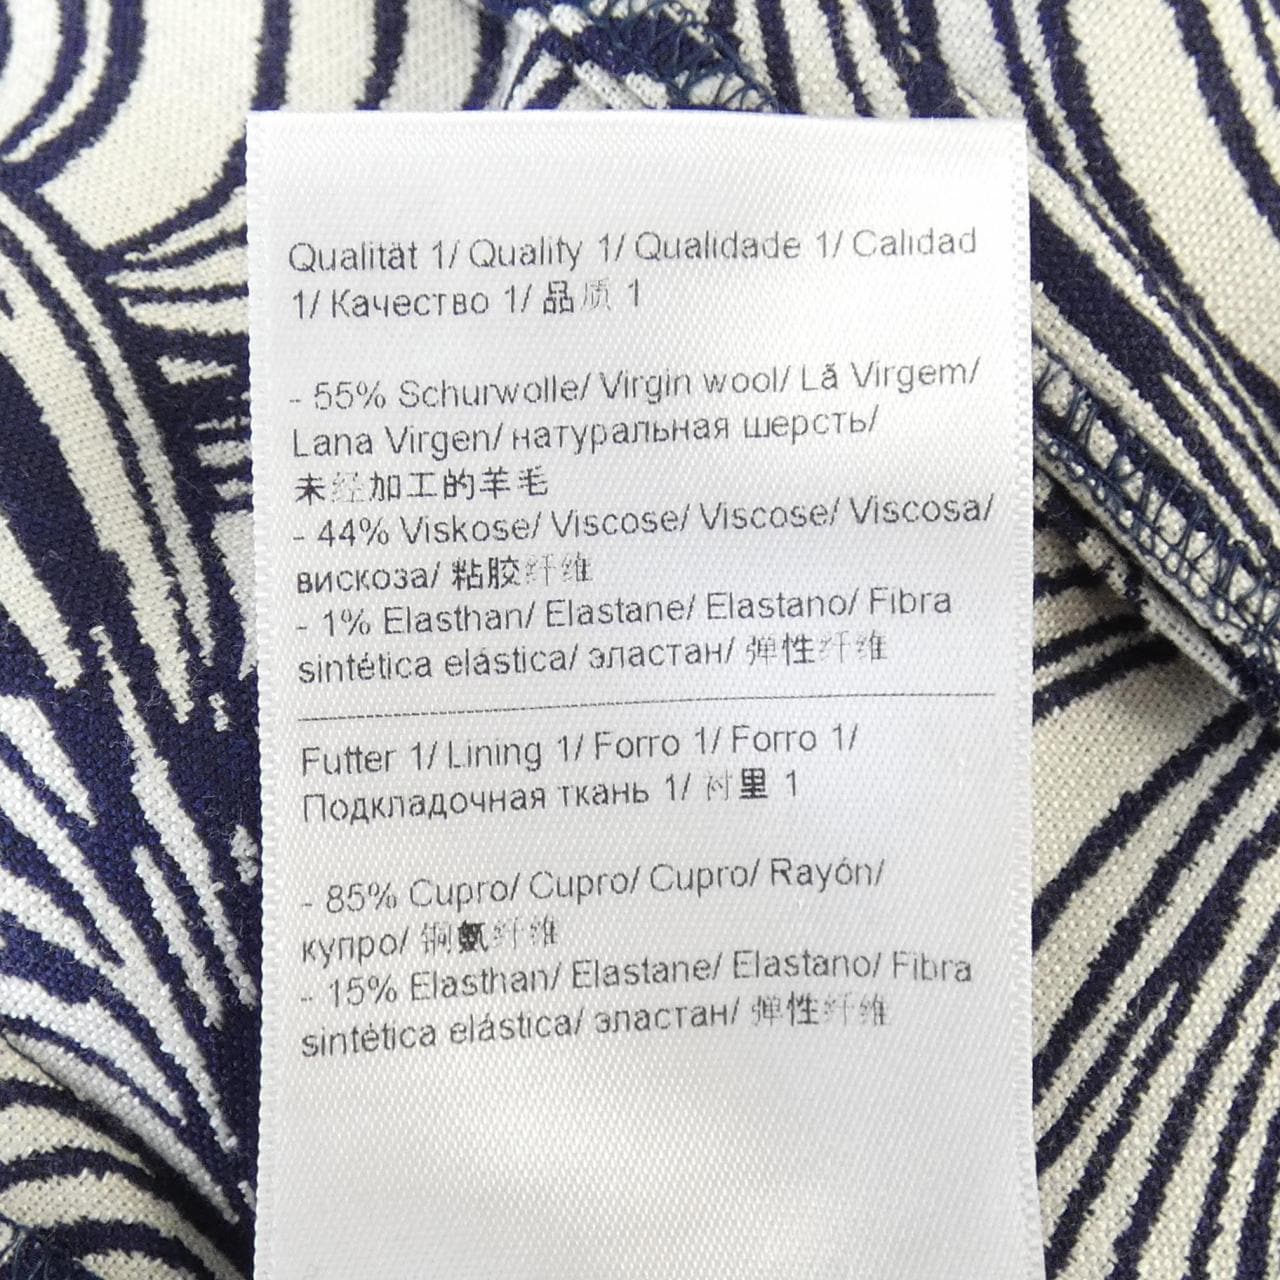 Qualität 1/ Quality 1/ Qualidade 1/ Calidad
1/ Качество 1/ 品质 1
- 55% Schurwolle/ Virgin wool/ Lã Virgem/
Lana Virgen/ натуральная шерсть/
未经加工的羊毛
- 44% Viskose/ Viscose/ Viscose/ Viscosa/
вискоза/ 粘胶纤维
- 1% Elasthan/ Elastane/ Elastano/ Fibra
sintética elástica/ эластан/ 弹性纤维
Futter 1/ Lining 1/ Forro 1/ Forro 1/
Подкладочная ткань 1/ 衬里 1
- 85% Cupro/ Cupro/ Cupro/ Rayón/
купро/ 铜氨纤维
- 15% Elasthan/ Elastane/ Elastano/ Fibra
sintética elástica/ эластан/ 弹性纤维